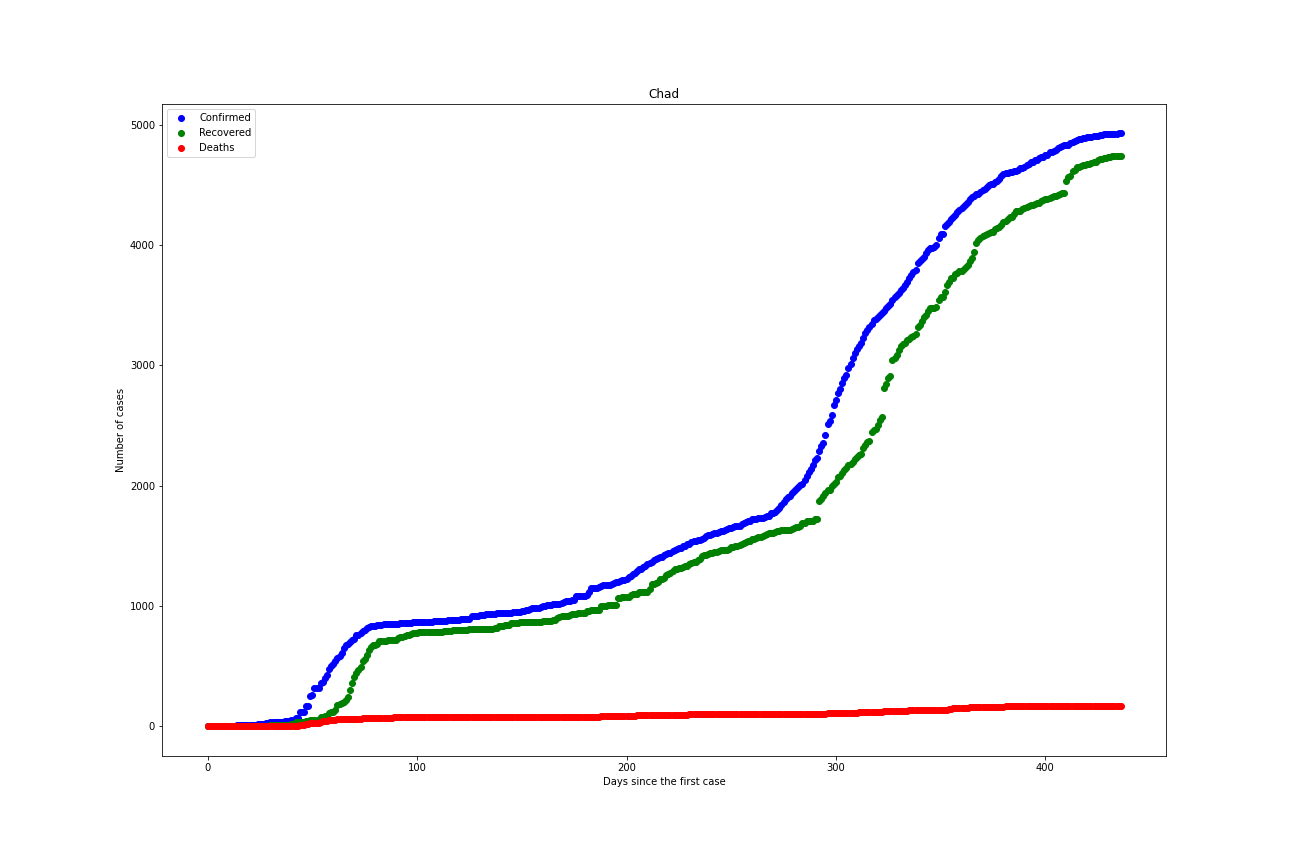 Chad
Confirmed
Recovered
Deaths
5000
4000
3000
2000
1000
0
Number of cases
0 100 200 300 400
Days since the first case